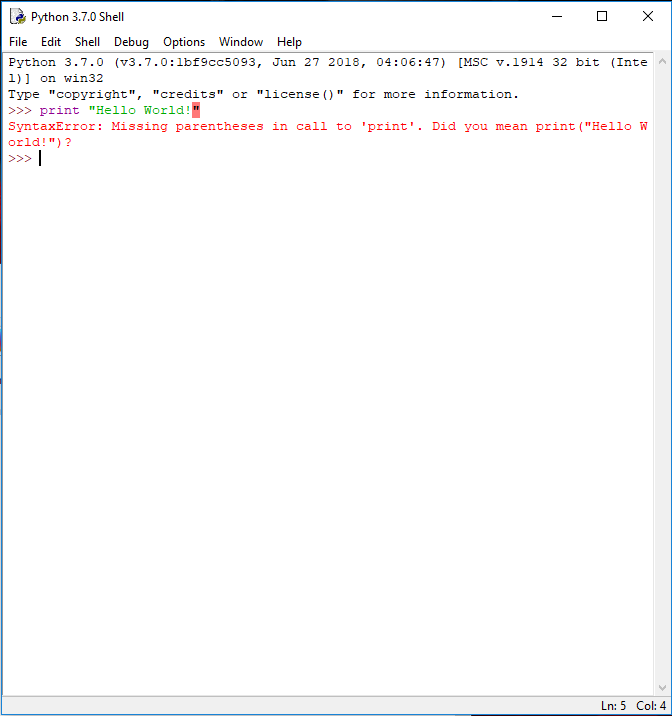 Python 3.7.0 Shell
File Edit Shell Debug Options Window Help
Python 3.7.0 (v3.7.0:1bf9cc5093, Jun 27 2018, 04:06:47) [MSC v.1914 32 bit (Inte
l)] on win32
Type "copyright", "credits" or "license()" for more information.
>>> print "Hello World!"
SyntaxError: Missing parentheses in call to 'print'. Did you mean print("Hello W
orld!")?
>>>
Ln: 5 Col: 4